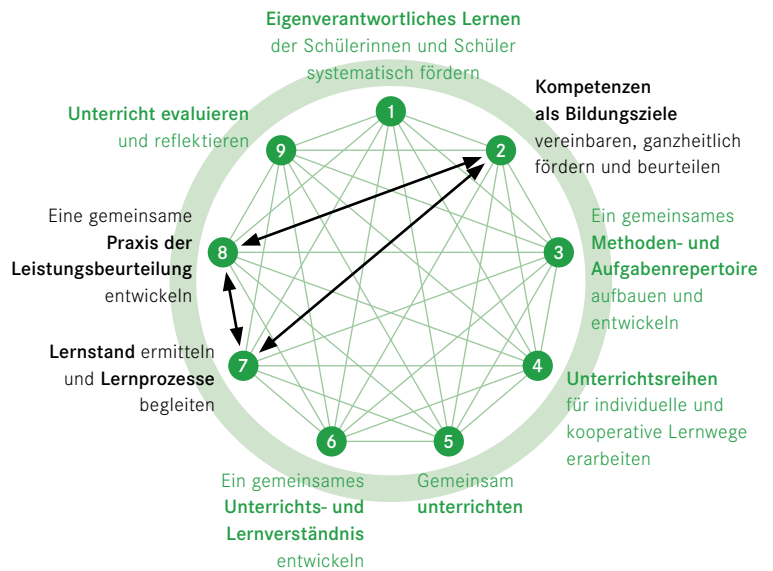 Eigenverantwortliches Lernen
der Schülerinnen und Schüler
systematisch fördern
1
Kompetenzen
als Bildungsziele
vereinbaren, ganzheitlich
fördern und beurteilen
2
Ein gemeinsames
Methoden- und
Aufgabenrepertoire
aufbauen und
entwickeln
3
Unterrichtsreihen
für individuelle und
kooperative Lernwege
erarbeiten
4
Gemeinsam
unterrichten
5
Ein gemeinsames
Unterrichts- und
Lernverständnis
entwickeln
6
Lernstand ermitteln
und Lernprozesse
begleiten
7
Eine gemeinsame
Praxis der
Leistungsbeurteilung
entwickeln
8
Unterricht evaluieren
und reflektieren
9